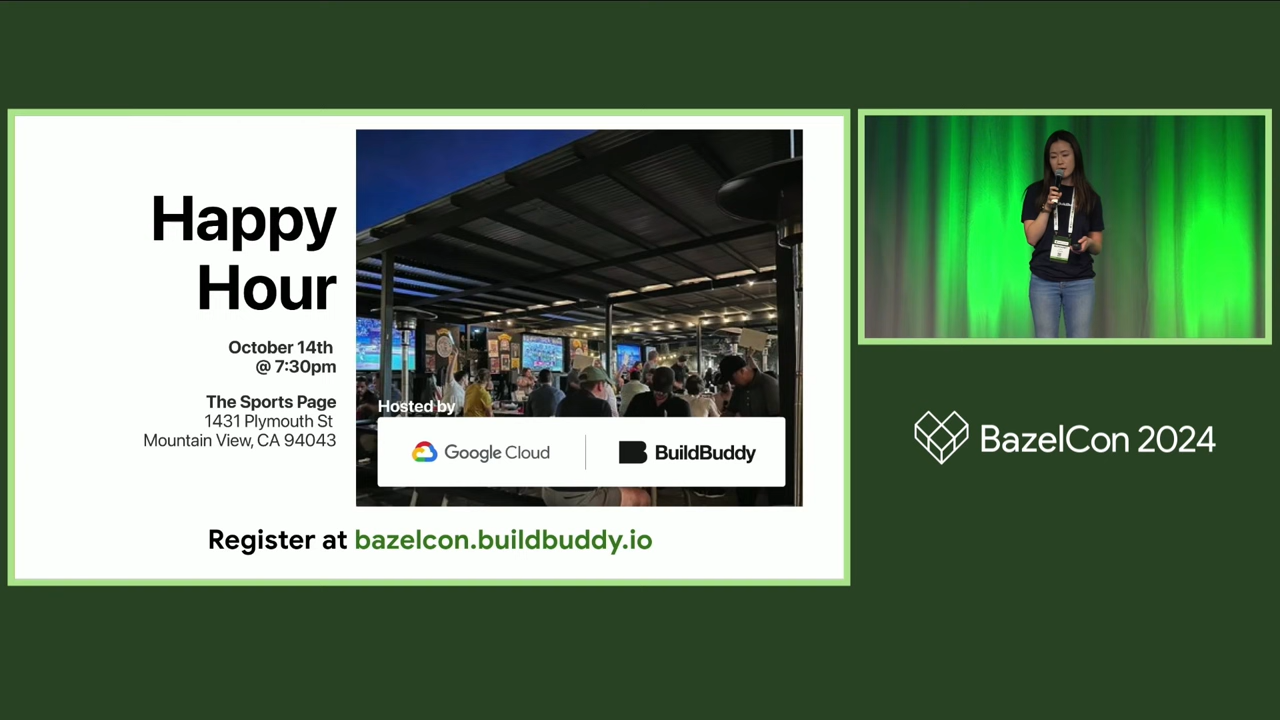 Happy
Hour
October 14th
@ 7:30pm
The Sports Page
1431 Plymouth St
Mountain View, CA 94043
Hosted by
Google Cloud
BuildBuddy
Register at bazelcon.buildbuddy.io
BazelCon 2024